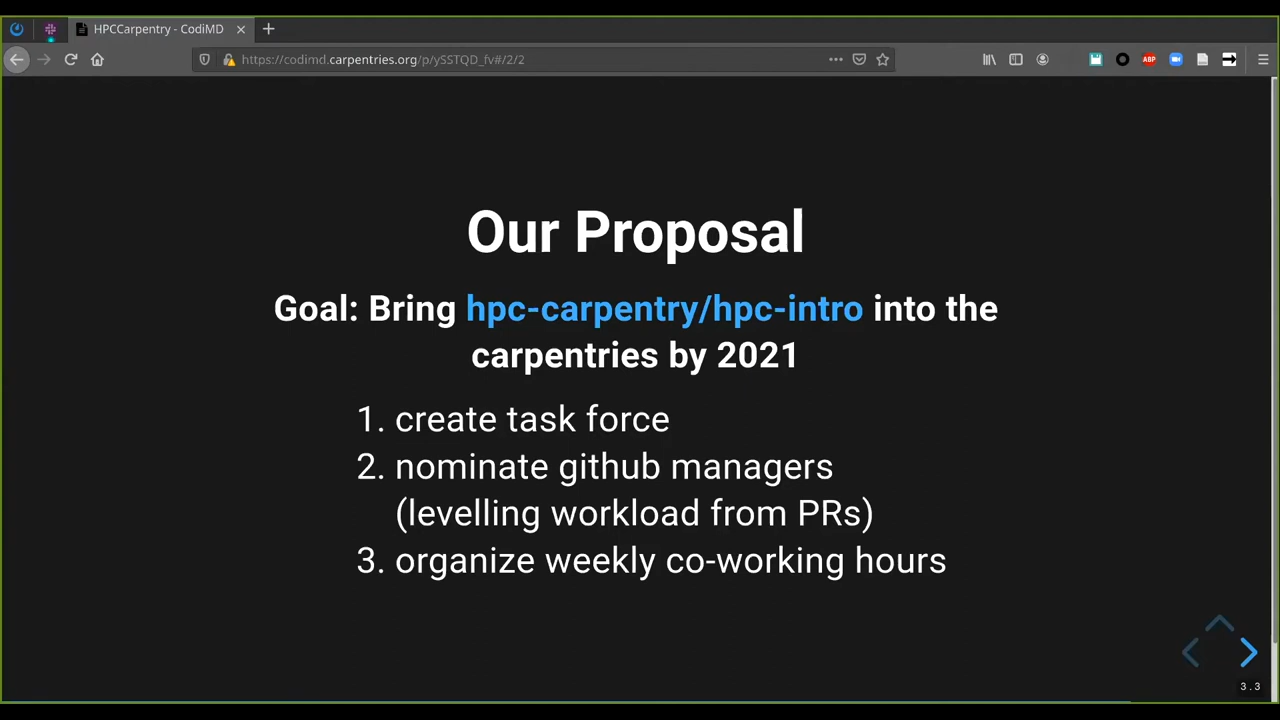 HPCCarpentry - CodiMD
https://codimd.carpentries.org/p/ySSTQD_fv#/2/2
ABP
Our Proposal
Goal: Bring hpc-carpentry/hpc-intro into the
carpentries by 2021
1. create task force
2. nominate github managers
(levelling workload from PRs)
3. organize weekly co-working hours
3.3